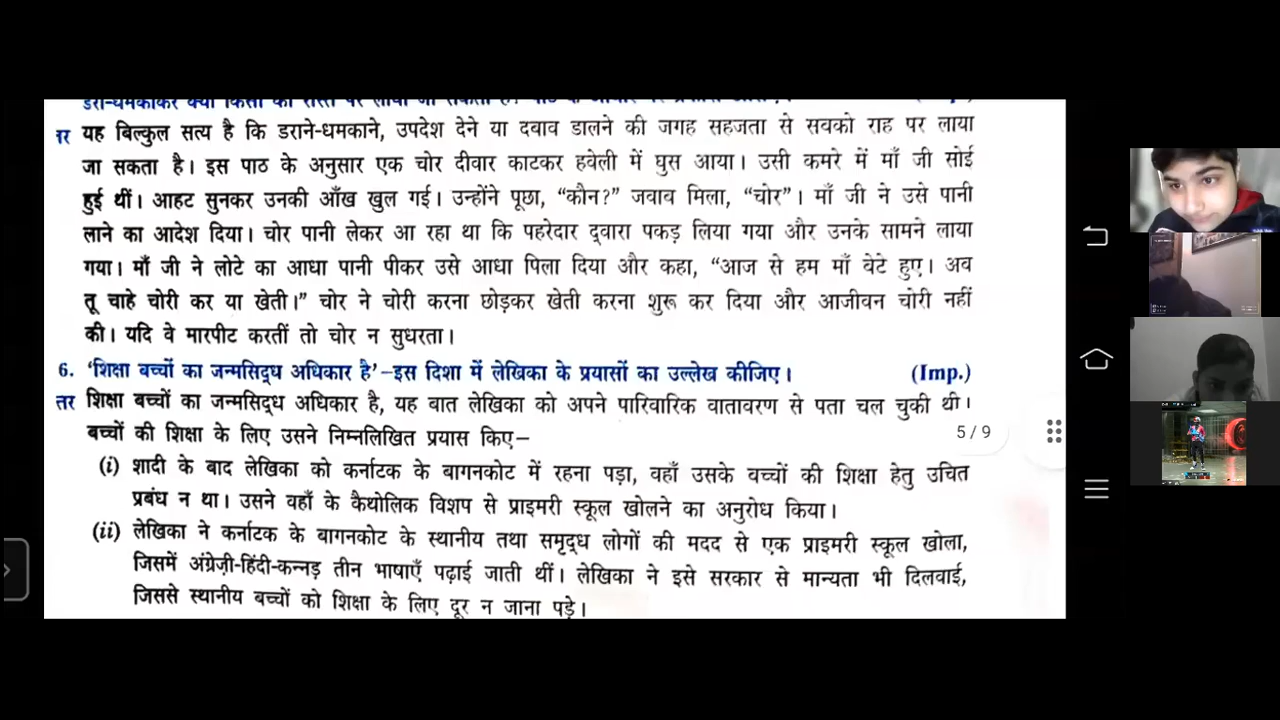 यह बिल्कुल सत्य है कि डराने-धमकाने, उपदेश देने या दबाव डालने की जगह सहजता से सबको राह पर लाया
जा सकता है। इस पाठ के अनुसार एक चोर दीवार काटकर हवेली में घुस आया। उसी कमरे में माँ जी सोई
हुई थीं। आहट सुनकर उनकी आँख खुल गई। उन्होंने पूछा, “कौन?” जवाब मिला, “चोर”। माँ जी ने उसे पानी
लाने का आदेश दिया। चोर पानी लेकर आ रहा था कि पहरेदार द्वारा पकड़ लिया गया और उनके सामने लाया
गया। माँ जी ने लोटे का आधा पानी पीकर उसे आधा पिला दिया और कहा, “आज से हम माँ बेटे हुए। अब
तू चाहे चोरी कर या खेती।” चोर ने चोरी करना छोड़कर खेती करना शुरू कर दिया और आजीवन चोरी नहीं
की। यदि वे मारपीट करतीं तो चोर न सुधरता।
6. ‘शिक्षा बच्चों का जन्मसिद्ध अधिकार है’–इस दिशा में लेखिका के प्रयासों का उल्लेख कीजिए। (Imp.)
तर शिक्षा बच्चों का जन्मसिद्ध अधिकार है, यह बात लेखिका को अपने पारिवारिक वातावरण से पता चल चुकी थी।
बच्चों की शिक्षा के लिए उसने निम्नलिखित प्रयास किए–
5/9
(i) शादी के बाद लेखिका को कर्नाटक के बागनकोट में रहना पड़ा, वहाँ उसके बच्चों की शिक्षा हेतु उचित
प्रबंध न था। उसने वहाँ के कैथोलिक विशप से प्राइमरी स्कूल खोलने का अनुरोध किया।
(ii) लेखिका ने कर्नाटक के बागनकोट के स्थानीय तथा समृद्ध लोगों की मदद से एक प्राइमरी स्कूल खोला,
जिसमें अंग्रेज़ी-हिंदी-कन्नड़ तीन भाषाएँ पढ़ाई जाती थीं। लेखिका ने इसे सरकार से मान्यता भी दिलवाई,
जिससे स्थानीय बच्चों को शिक्षा के लिए दूर न जाना पड़े।